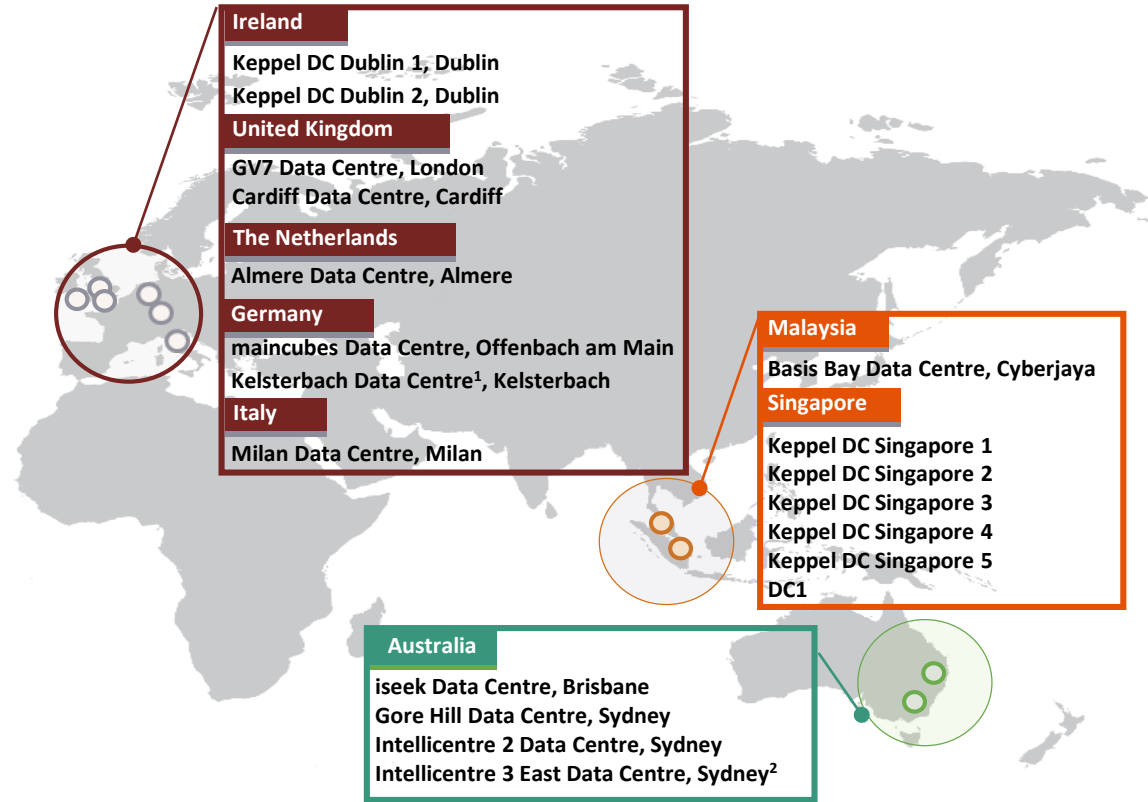 Ireland
Keppel DC Dublin 1, Dublin
Keppel DC Dublin 2, Dublin
United Kingdom
GV7 Data Centre, London
Cardiff Data Centre, Cardiff
The Netherlands
Almere Data Centre, Almere
Germany
maincubes Data Centre, Offenbach am Main
Kelsterbach Data Centre¹, Kelsterbach
Italy
Milan Data Centre, Milan
Malaysia
Basis Bay Data Centre, Cyberjaya
Singapore
Keppel DC Singapore 1
Keppel DC Singapore 2
Keppel DC Singapore 3
Keppel DC Singapore 4
Keppel DC Singapore 5
DC1
Australia
iseek Data Centre, Brisbane
Gore Hill Data Centre, Sydney
Intellicentre 2 Data Centre, Sydney
Intellicentre 3 East Data Centre, Sydney²